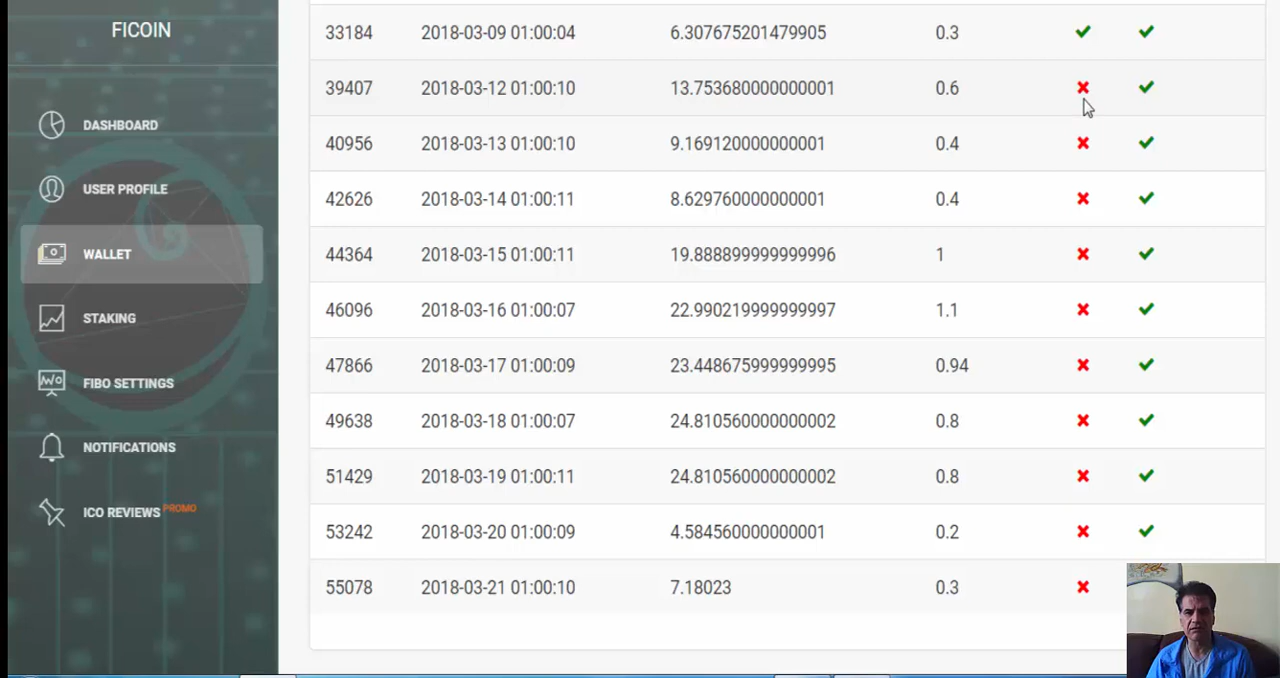 FICOIN
DASHBOARD
USER PROFILE
WALLET
STAKING
FIBO SETTINGS
NOTIFICATIONS
ICO REVIEWS PROMO
33184 2018-03-09 01:00:04 6.307675201479905 0.3
39407 2018-03-12 01:00:10 13.753680000000001 0.6
40956 2018-03-13 01:00:10 9.169120000000001 0.4
42626 2018-03-14 01:00:11 8.629760000000001 0.4
44364 2018-03-15 01:00:11 19.888899999999996 1
46096 2018-03-16 01:00:07 22.990219999999997 1.1
47866 2018-03-17 01:00:09 23.448675999999995 0.94
49638 2018-03-18 01:00:07 24.810560000000002 0.8
51429 2018-03-19 01:00:11 24.810560000000002 0.8
53242 2018-03-20 01:00:09 4.584560000000001 0.2
55078 2018-03-21 01:00:10 7.18023 0.3